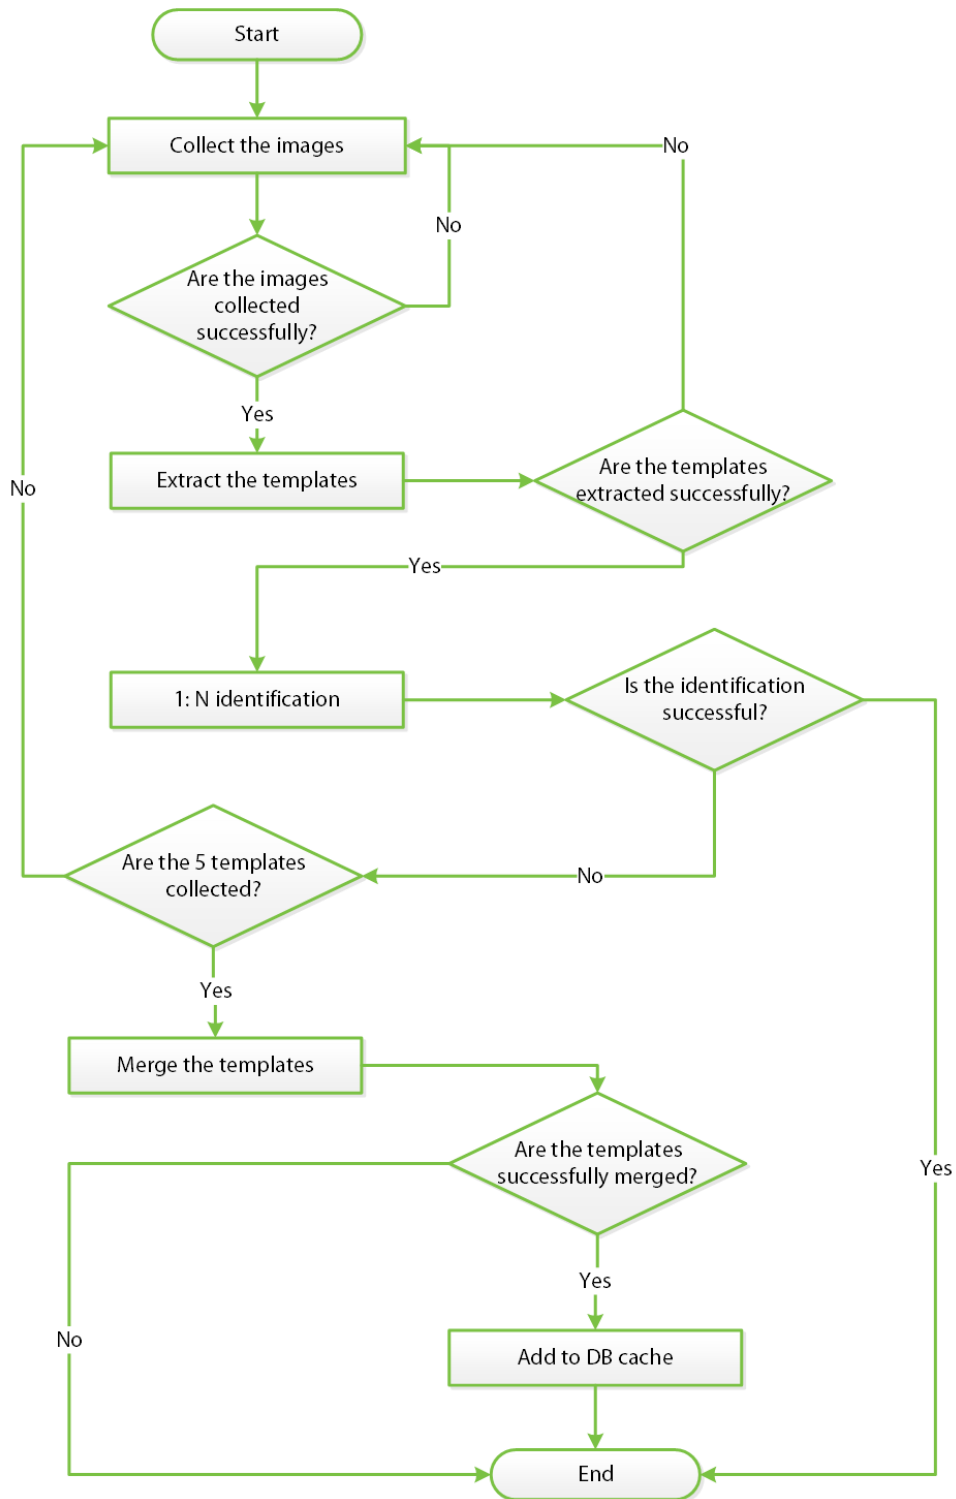 Start
Collect the images
No
No
Are the images
collected
successfully?
Yes
Extract the templates
Are the templates
extracted successfully?
No
Yes
1: N identification
Is the identification
successful?
Are the 5 templates
collected?
No
Yes
Merge the templates
Are the templates
successfully merged?
Yes
Yes
No
Add to DB cache
End